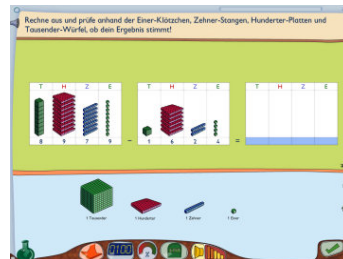 Rechne aus und prüfe anhand der Einer-Klötzchen, Zehner-Stangen, Hunderter-Platten und
Tausender-Würfel, ob dein Ergebnis stimmt!
T H Z E T H Z E T H Z E
8 9 7 9 - 1 6 2 4 =
1 Tausender 1 Hunderter 1 Zehner 1 Einer